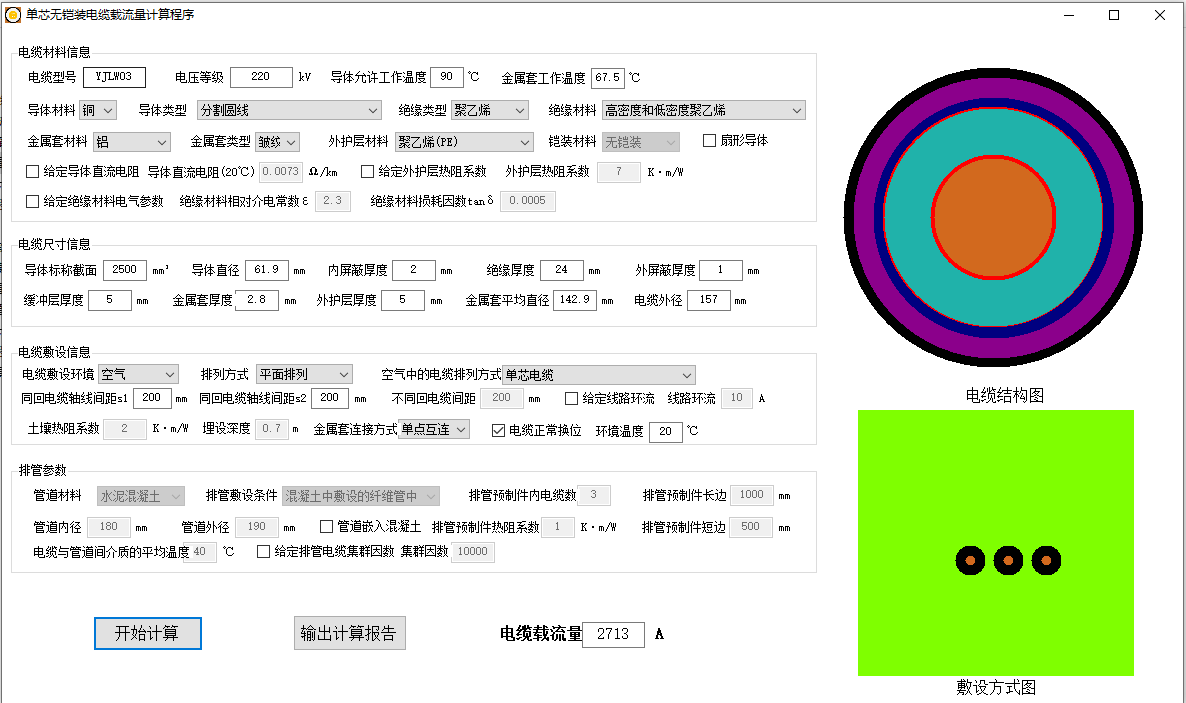 单芯无铠装电缆载流量计算程序
电缆材料信息
电缆型号 YJLW03 电压等级 220 kV 导体允许工作温度 90 ℃ 金属套工作温度 67.5 ℃
导体材料 铜 导体类型 分割圆线 绝缘类型 聚乙烯 绝缘材料 高密度和低密度聚乙烯
金属套材料 铝 金属套类型 皱纹 外护层材料 聚乙烯(PE) 铠装材料 无铠装 扇形导体
给定导体直流电阻 导体直流电阻(20℃) 0.0073 Ω/km 给定外护层热阻系数 外护层热阻系数 7 K·m/W
给定绝缘材料电气参数 绝缘材料相对介电常数ε 2.3 绝缘材料损耗因数tanδ 0.0005
电缆尺寸信息
导体标称截面 2500 mm² 导体直径 61.9 mm 内屏蔽厚度 2 mm 绝缘厚度 24 mm 外屏蔽厚度 1 mm
缓冲层厚度 5 mm 金属套厚度 2.8 mm 外护层厚度 5 mm 金属套平均直径 142.9 mm 电缆外径 157 mm
电缆结构图
电缆敷设信息
电缆敷设环境 空气 排列方式 平面排列 空气中的电缆排列方式 单芯电缆
同回电缆轴线间距s1 200 mm 同回电缆轴线间距s2 200 mm 不同回电缆间距 200 mm 给定线路环流 线路环流 10 A
土壤热阻系数 2 K·m/W 埋设深度 0.7 m 金属套连接方式 单点互连 电缆正常换位 环境温度 20 ℃
排管参数
管道材料 水泥混凝土 排管敷设条件 混凝土中敷设的纤维管中 排管预制件内电缆数 3 排管预制件长边 1000 mm
管道内径 180 mm 管道外径 190 mm 管道嵌入混凝土 排管预制件热阻系数 1 K·m/W 排管预制件短边 500 mm
电缆与管道间介质的平均温度 40 ℃ 给定排管电缆集群因数 集群因数 10000
开始计算 输出计算报告 电缆载流量 2713 A
敷设方式图